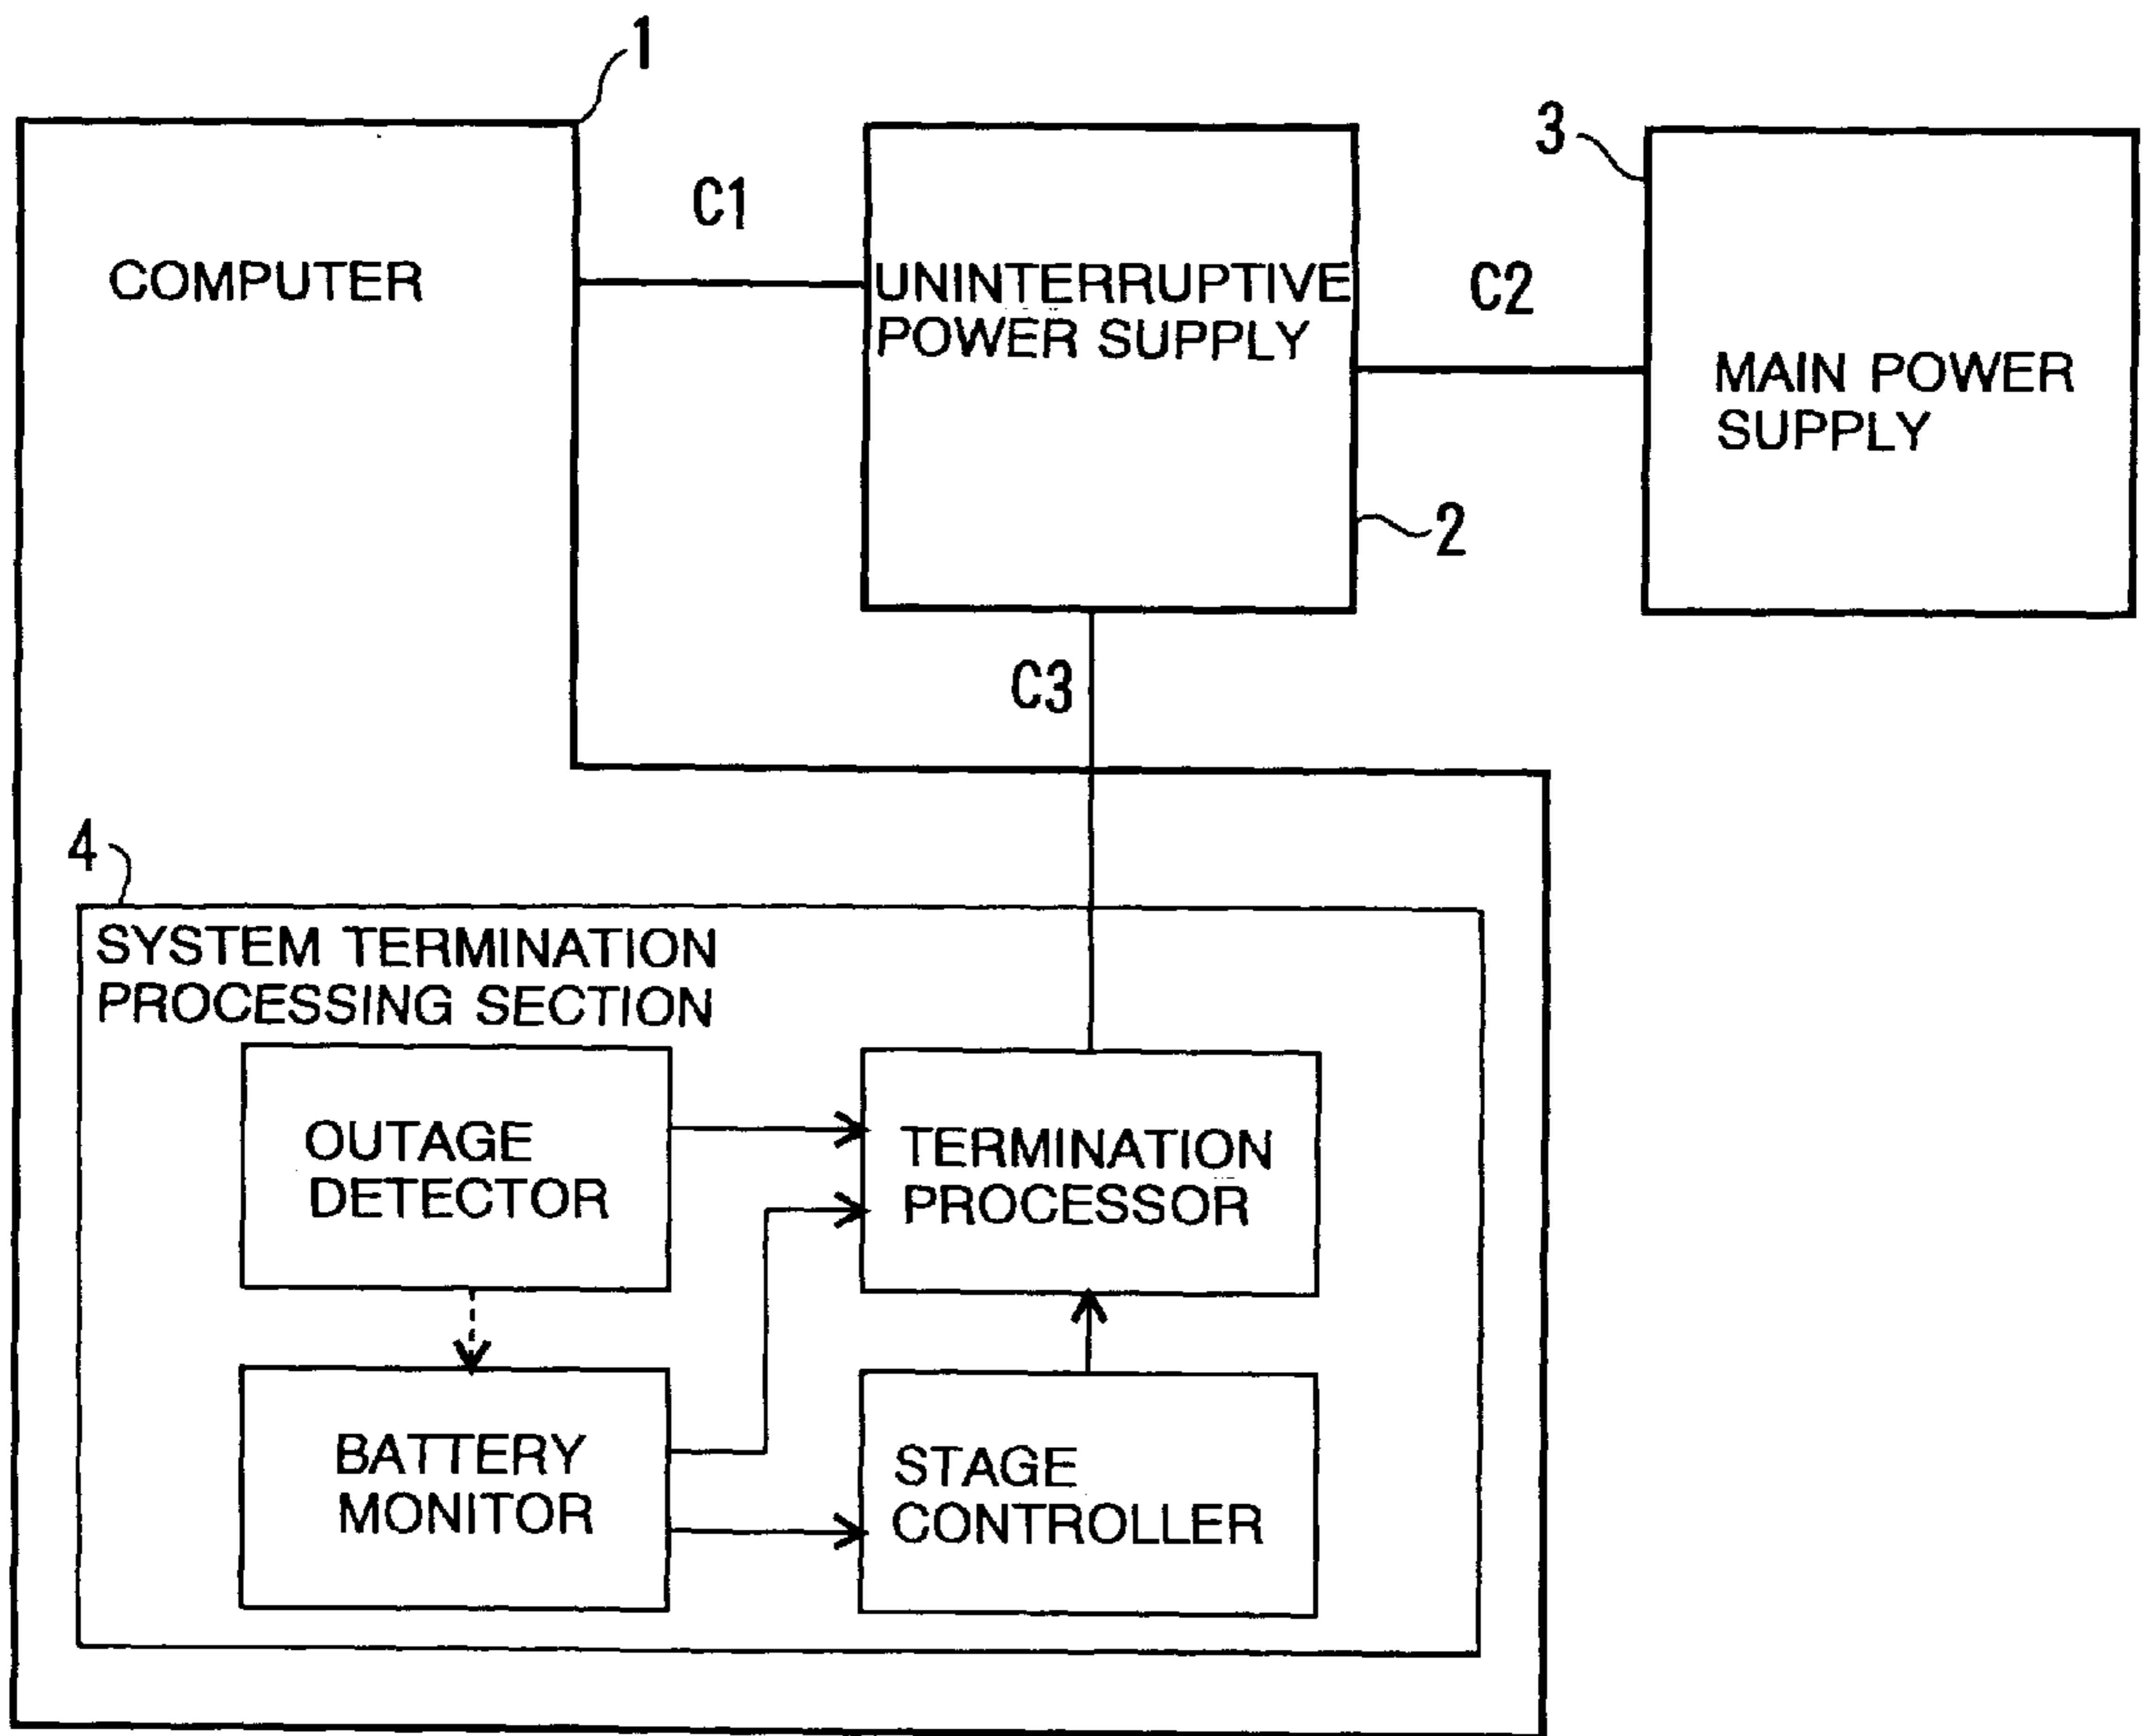 1
3
C1
COMPUTER
UNINTERRUPTIVE
POWER SUPPLY
C2
MAIN POWER
SUPPLY
2
C3
4
SYSTEM TERMINATION
PROCESSING SECTION
OUTAGE
DETECTOR
TERMINATION
PROCESSOR
BATTERY
MONITOR
STAGE
CONTROLLER